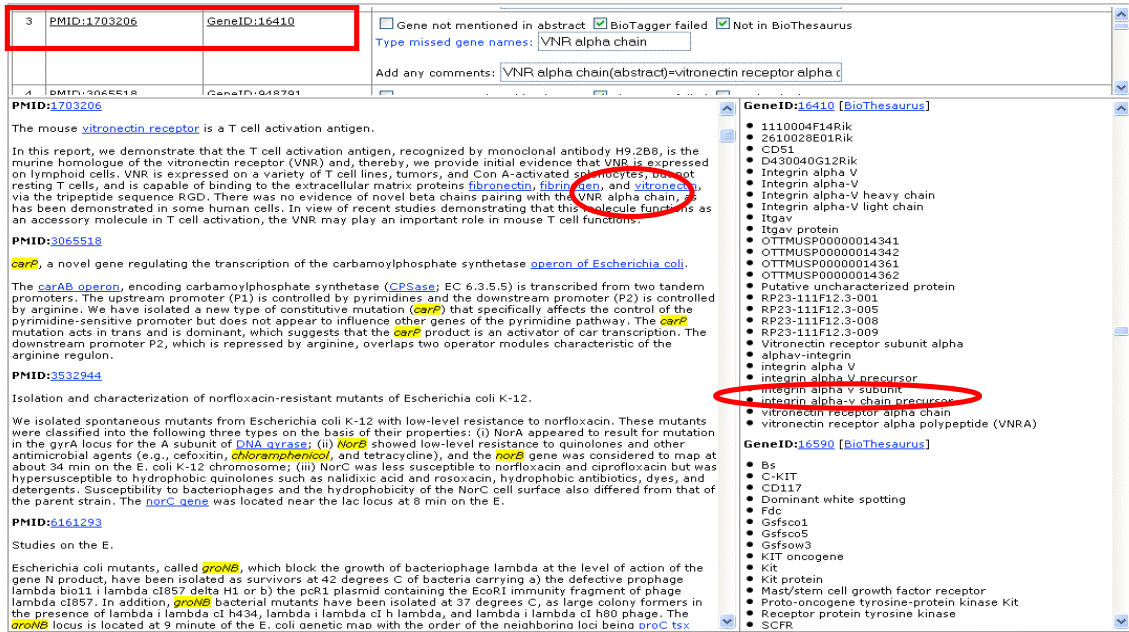 3 PMID:1703206 GeneID:16410 Gene not mentioned in abstract BioTagger failed Not in BioThesaurus
Type missed gene names: VNR alpha chain
Add any comments: VNR alpha chain(abstract)=vitronectin receptor alpha c
4 PMID:3065518 GeneID:948791
PMID:1703206
The mouse vitronectin receptor is a T cell activation antigen.
In this report, we demonstrate that the T cell activation antigen, recognized by monoclonal antibody H9.2B8, is the
murine homologue of the vitronectin receptor (VNR) and, thereby, we provide initial evidence that VNR is expressed
on lymphoid cells. VNR is expressed on a variety of T cell lines, tumors, and Con A-activated splenocytes, but not
resting T cells, and is capable of binding to the extracellular matrix proteins fibronectin, fibrinogen, and vitronectin,
via the tripeptide sequence RGD. There was no evidence of novel beta chains pairing with the VNR alpha chain, as
has been demonstrated in some human cells. In view of recent studies demonstrating that this molecule functions as
an accessory molecule in T cell activation, the VNR may play an important role in mouse T cell functions.
PMID:3065518
carP, a novel gene regulating the transcription of the carbamoylphosphate synthetase operon of Escherichia coli.
The carAB operon, encoding carbamoylphosphate synthetase (CPSase; EC 6.3.5.5) is transcribed from two tandem
promoters. The upstream promoter (P1) is controlled by pyrimidines and the downstream promoter (P2) is controlled
by arginine. We have isolated a new type of constitutive mutation (carP) that specifically affects the control of the
pyrimidine-sensitive promoter but does not appear to influence other genes of the pyrimidine pathway. The carP
mutation acts in trans and is dominant, which suggests that the carP product is an activator of car transcription. The
downstream promoter P2, which is repressed by arginine, overlaps two operator modules characteristic of the
arginine regulon.
PMID:3532944
Isolation and characterization of norfloxacin-resistant mutants of Escherichia coli K-12.
We isolated spontaneous mutants from Escherichia coli K-12 with low-level resistance to norfloxacin. These mutants
were classified into the following three types on the basis of their properties: (i) NorA appeared to result for mutation
in the gyrA locus for the A subunit of DNA gyrase; (ii) NorB showed low-level resistance to quinolones and other
antimicrobial agents (e.g., cefoxitin, chloramphenicol, and tetracycline), and the norB gene was considered to map at
about 34 min on the E. coli K-12 chromosome; (iii) NorC was less susceptible to norfloxacin and ciprofloxacin but was
hypersusceptible to hydrophobic quinolones such as nalidixic acid and rosoxacin, hydrophobic antibiotics, dyes, and
detergents. Susceptibility to bacteriophages and the hydrophobicity of the NorC cell surface also differed from that of
the parent strain. The norC gene was located near the lac locus at 8 min on the E.
PMID:6161293
Studies on the E.
Escherichia coli mutants, called groNB, which block the growth of bacteriophage lambda at the level of action of the
gene N product, have been isolated as survivors at 42 degrees C of bacteria carrying a) the defective prophage
lambda bio11 i lambda cI857 delta H1 or b) the pcR1 plasmid containing the EcoRI immunity fragment of phage
lambda cI857. In addition, groNB bacterial mutants have been isolated at 37 degrees C, as large colony formers in
the presence of lambda i lambda cI h434, lambda i lambda cI h lambda, and lambda i lambda cI h80 phage. The
groNB locus is located at 9 minute of the E. coli genetic map with the order of the neighboring loci being proC tsx
GeneID:16410 [BioThesaurus]
1110004F14Rik
2610028E01Rik
CD51
D430040G12Rik
Integrin alpha V
Integrin alpha-V
Integrin alpha-V heavy chain
Integrin alpha-V light chain
Itgav
Itgav protein
OTTMUSP00000014341
OTTMUSP00000014342
OTTMUSP00000014361
OTTMUSP00000014362
Putative uncharacterized protein
RP23-111F12.3-001
RP23-111F12.3-005
RP23-111F12.3-008
RP23-111F12.3-009
Vitronectin receptor subunit alpha
alphav-integrin
integrin alpha V
integrin alpha V precursor
integrin alpha v subunit
integrin alpha-v chain precursor
vitronectin receptor alpha chain
vitronectin receptor alpha polypeptide (VNRA)
GeneID:16590 [BioThesaurus]
Bs
C-KIT
CD117
Dominant white spotting
Fdc
Gsfsco1
Gsfsco5
Gsfsow3
KIT oncogene
Kit
Kit protein
Mast/stem cell growth factor receptor
Proto-oncogene tyrosine-protein kinase Kit
Receptor protein tyrosine kinase
SCFR